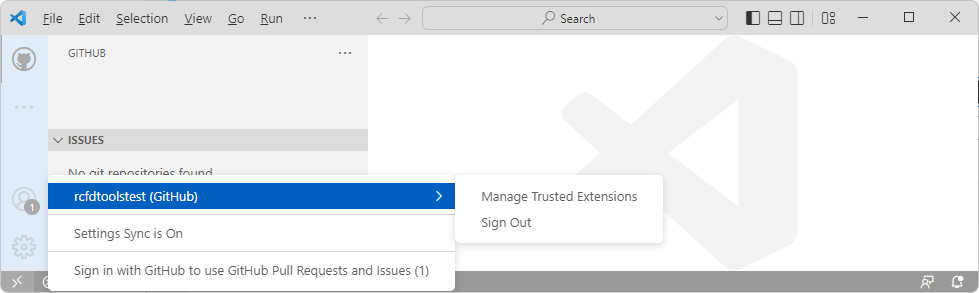 File Edit Selection View Go Run ··· Search
GITHUB ···
ISSUES
No git repositories found
rcfdtoolstest (GitHub)
Manage Trusted Extensions
1
Sign Out
Settings Sync is On
Sign in with GitHub to use GitHub Pull Requests and Issues (1)